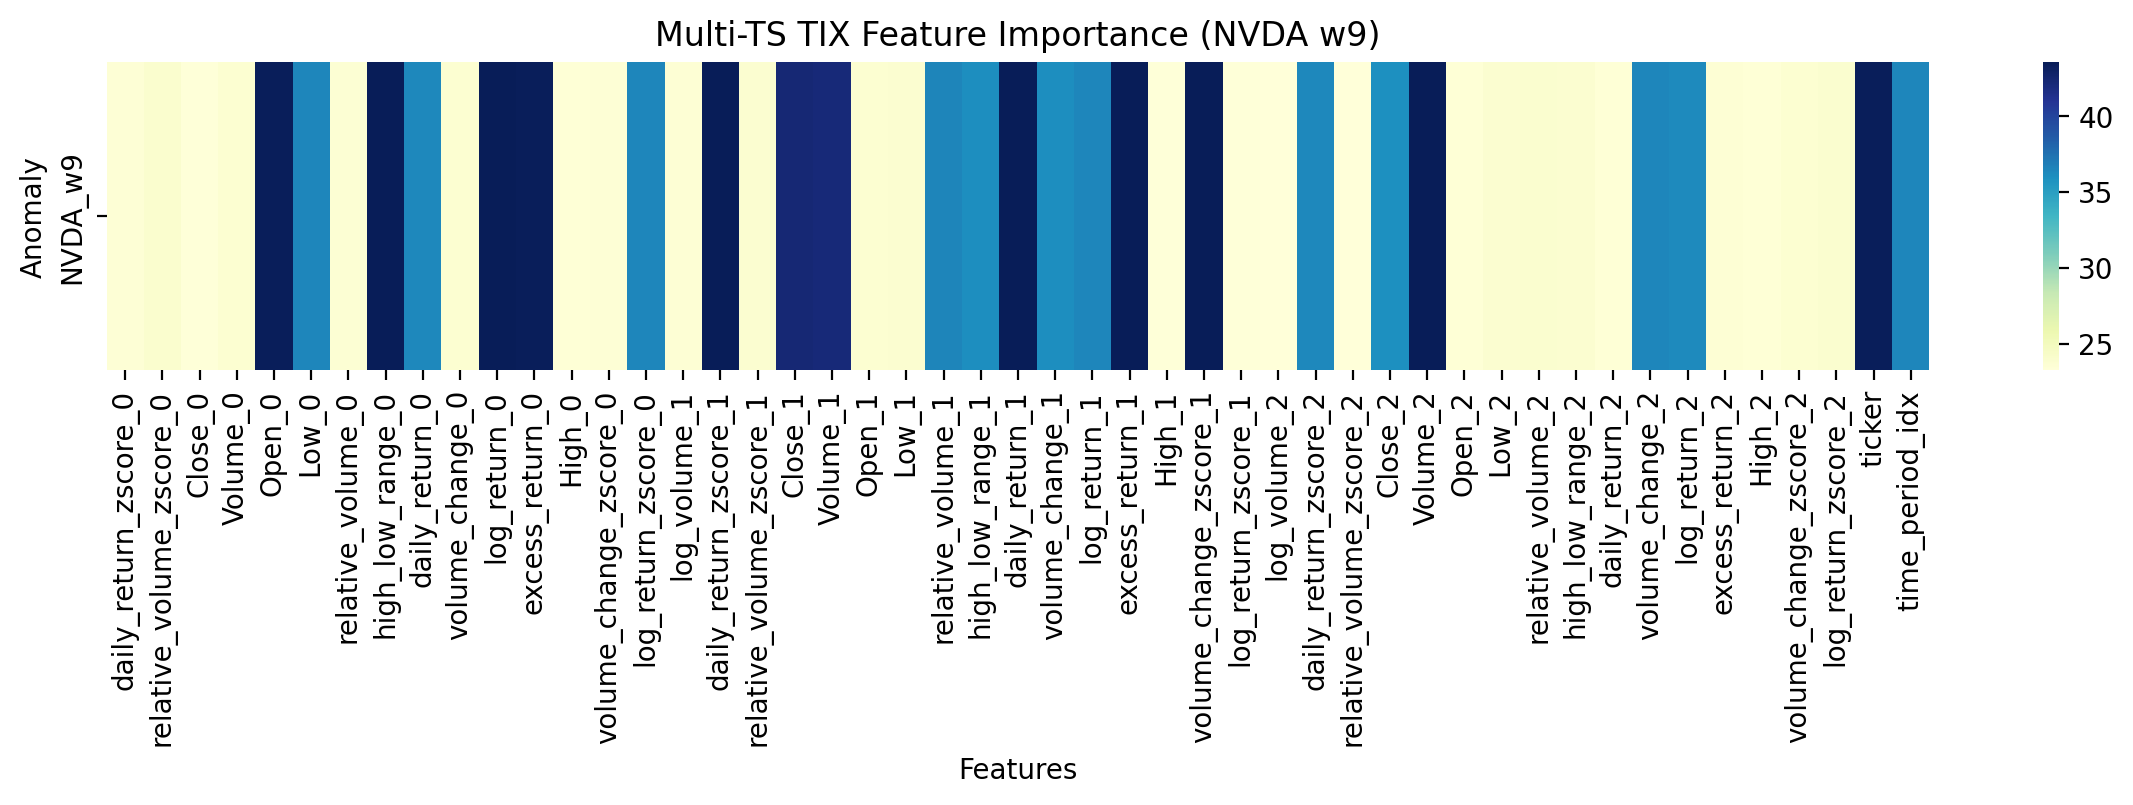 Multi-TS TIX Feature Importance (NVDA w9)
Anomaly
NVDA_w9
40
35
30
25
daily_return_zscore_0
relative_volume_zscore_0
Close_0
Volume_0
Open_0
Low_0
relative_volume_0
high_low_range_0
daily_return_0
volume_change_0
log_return_0
excess_return_0
High_0
volume_change_zscore_0
log_return_zscore_0
log_volume_1
daily_return_zscore_1
relative_volume_zscore_1
Close_1
Volume_1
Open_1
Low_1
relative_volume_1
high_low_range_1
daily_return_1
volume_change_1
log_return_1
excess_return_1
High_1
volume_change_zscore_1
log_return_zscore_1
log_volume_2
daily_return_zscore_2
relative_volume_zscore_2
Close_2
Volume_2
Open_2
Low_2
relative_volume_2
high_low_range_2
daily_return_2
volume_change_2
log_return_2
excess_return_2
High_2
volume_change_zscore_2
log_return_zscore_2
ticker
time_period_idx
Features